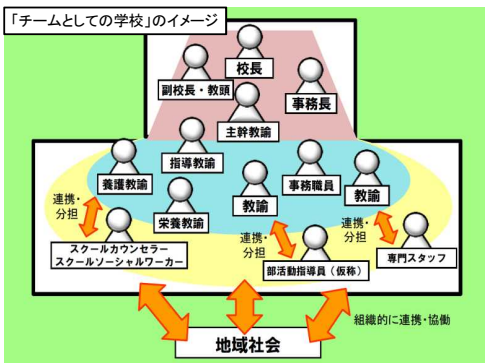 「チームとしての学校」のイメージ
校長
副校長・教頭
事務長
主幹教諭
指導教諭
養護教諭
事務職員
教諭
栄養教諭
教諭
連携・
分担
連携・
分担
連携・
分担
スクールカウンセラー
スクールソーシャルワーカー
部活動指導員（仮称）
専門スタッフ
組織的に連携・協働
地域社会